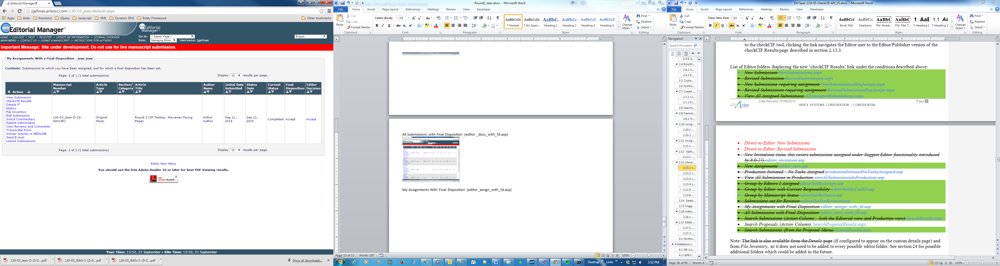 Editorial Manager®
jgelinas.ariessc.com/130-03_jean/default.aspx
Apps Aries Knockout jQuery Javascript XML Dynamic DNS Entity Framework Other bookmarks
em Editorial Manager™
Editorial Manager
HOME • LOG OUT • HELP • REGISTER • UPDATE MY INFORMATION • JOURNAL OVERVIEW
MAIN MENU • CONTACT US • SUBMIT A MANUSCRIPT • INSTRUCTIONS FOR AUTHORS
Go to: -- Search Page --
Role: Managing Editor Username: jgelinas
English
Important Message: Site under development. Do not use for live manuscript submission.
My Assignments With a Final Disposition - jean jean
Contents: Submissions to which you have been assigned, and for which a final disposition has been set.
Page: 1 of 1 (1 total submissions) Display 10 results per page.
Action
Manuscript Number
Article Type
Section/ Category
Article Title
Author Name
Initial Date Submitted
Status Date
Current Status
Final Disposition
Editor Decision
View Submission
checkCIF Results
Details
History
File Inventory
Edit Submission
Solicit Commentary
Publish Information
View Reviews and Comments
Transmittal Form
Similar Articles in MEDLINE
Send E-mail
Linked Submissions
130-03_Jean-D-15-
00014R1
Original
Study
Round 2 CIF Testing - Reviewer Facing
Pages
Arthur
Author
Sep 21,
2015
Sep 21,
2015
Completed
Accept
Accept
Page: 1 of 1 (1 total submissions) Display 10 results per page.
Editor Main Menu
You should use the free Adobe Reader 10 or later for best PDF Viewing results.
Get
ADOBE® READER®
Your Time: 13:52, 21 September • Site Time: 13:52, 21 September
130-03_Jean-D-15-0....pdf
130-03_JEAN-S-15-0....pdf
130-03_JEAN-S-15-0....pdf
Show all downloads...
Round2_Jean.docx - Microsoft Word
File Home Insert Page Layout References Mailings Review View Developer
Paste
Cut
Copy
Format Painter
Clipboard
Calibri (Body) 11
Font
Paragraph
¶ Normal
¶ No Spaci...
Heading 1
Heading 2
Heading 3
Heading 4
Change Styles
Styles
Find
Replace
Select
Editing
All Submissions with Final Disposition (editor _docs_with_fd.asp)
My Assignments With Final Disposition (editor_assign_with_fd.asp)
Page: 13 of 13 Words: 197
105%
Desktop Links 1:52 PM
EM Spec 13.0-03 checkCIF API_V5.docx - Microsoft Word
File Home Insert Page Layout References Mailings Review View Developer
Paste
Cut
Copy
Format Painter
Clipboard
Times New Rom 12
Font
Paragraph
Book Title
Emphasis
FM: Numb...
FM: Title T...
¶ Heading 1
¶ Heading 2
Change Styles
Styles
Find
Replace
Select
Editing
Navigation
Search Documen
2.3.6 A...
2.4 RoleM...
2.4.1 A...
2.4.2 E...
2.5 Custo...
2.6 Techni...
2.7 Create ...
2.7.1 Cr...
2.7.2 Fi...
2.8 Search...
2.9 Transm...
2.9.1 Tr...
2.10 Assig...
2.10.1 ...
2.10.2 ...
2.11 Assig...
2.11.1 ...
2.12 Uplo...
2.12.1 ...
2.13 check...
2.13.1 c...
2.13.2 c...
2.13.3 c...
2.13.4 c...
2.13.5 ...
2.13.6 ...
2.14 Email...
2.15 Trigg...
2.16 Admi...
2.16.1 ...
2.17 EMIA ...
2.17.1 ...
2.17.2 ...
3.1 Hostin...
4 Database I...
4.1 DB Co...
4.2 UDB I...
to the checkCIF tool, clicking the link navigates the Editor user to the Editor/Publisher version of the
checkCIF Results page described in section 2.13.3.
List of Editor folders displaying the new ‘checkCIF Results’ link under the conditions described above:
• New Submissions NewSubmissions.aspx
• Revised Submissions RevisedSubmissions.aspx
• New Submissions requiring assignment NewSubmissionsReqAssign.aspx
• Revised Submissions requiring assignment RevisedSubmissionsReqAssign.aspx
• View All Assigned Submissions AllAssignedSubmissions.aspx
Aries
Date Revised: 07/06/2015 Page 55
ARIES SYSTEMS CORPORATION – CONFIDENTIAL
• Direct-to-Editor New Submissions
• Direct-to-Editor Revised Submissions
• New Invitations (note, this covers submissions assigned under Suggest Editor functionality introduced
by 8.0-27) editor_invitation.asp
• New Assignments editor_new.asp
• Production Initiated – No Tasks Assigned productionInitiatedNoTasksAssigned.asp
• View All Submissions in Production viewAllSubmissionsInProduction.asp
• Group by Editors I Assigned editorSubByAssign.asp
• Group by Editor with Current Responsibility editorSubByCurEd.asp
• Group by Manuscript Status editorSubByStatus.asp
• Submissions out for Revision editorOutForRevision.asp
• My Assignments with Final Disposition editor_assign_with_fd.asp
• All Submissions with Final Disposition editor_docs_with_fd.asp
• Search Submissions (Action Column – both the Editorial view and Production view) SearchResults.aspx
• Search Proposals (Action Column) SearchProposalResults.aspx
• Search Submissions (from the Proposal Menu) SearchResults.aspx
Note: The link is also available from the Details page (if configured to appear on the custom details page) and
from File Inventory, so it does not need to be added to every possible editor folder. See section 24 for possible
additional folders which could be added in the future.
Page: 56 of 93 Words: 6
115%